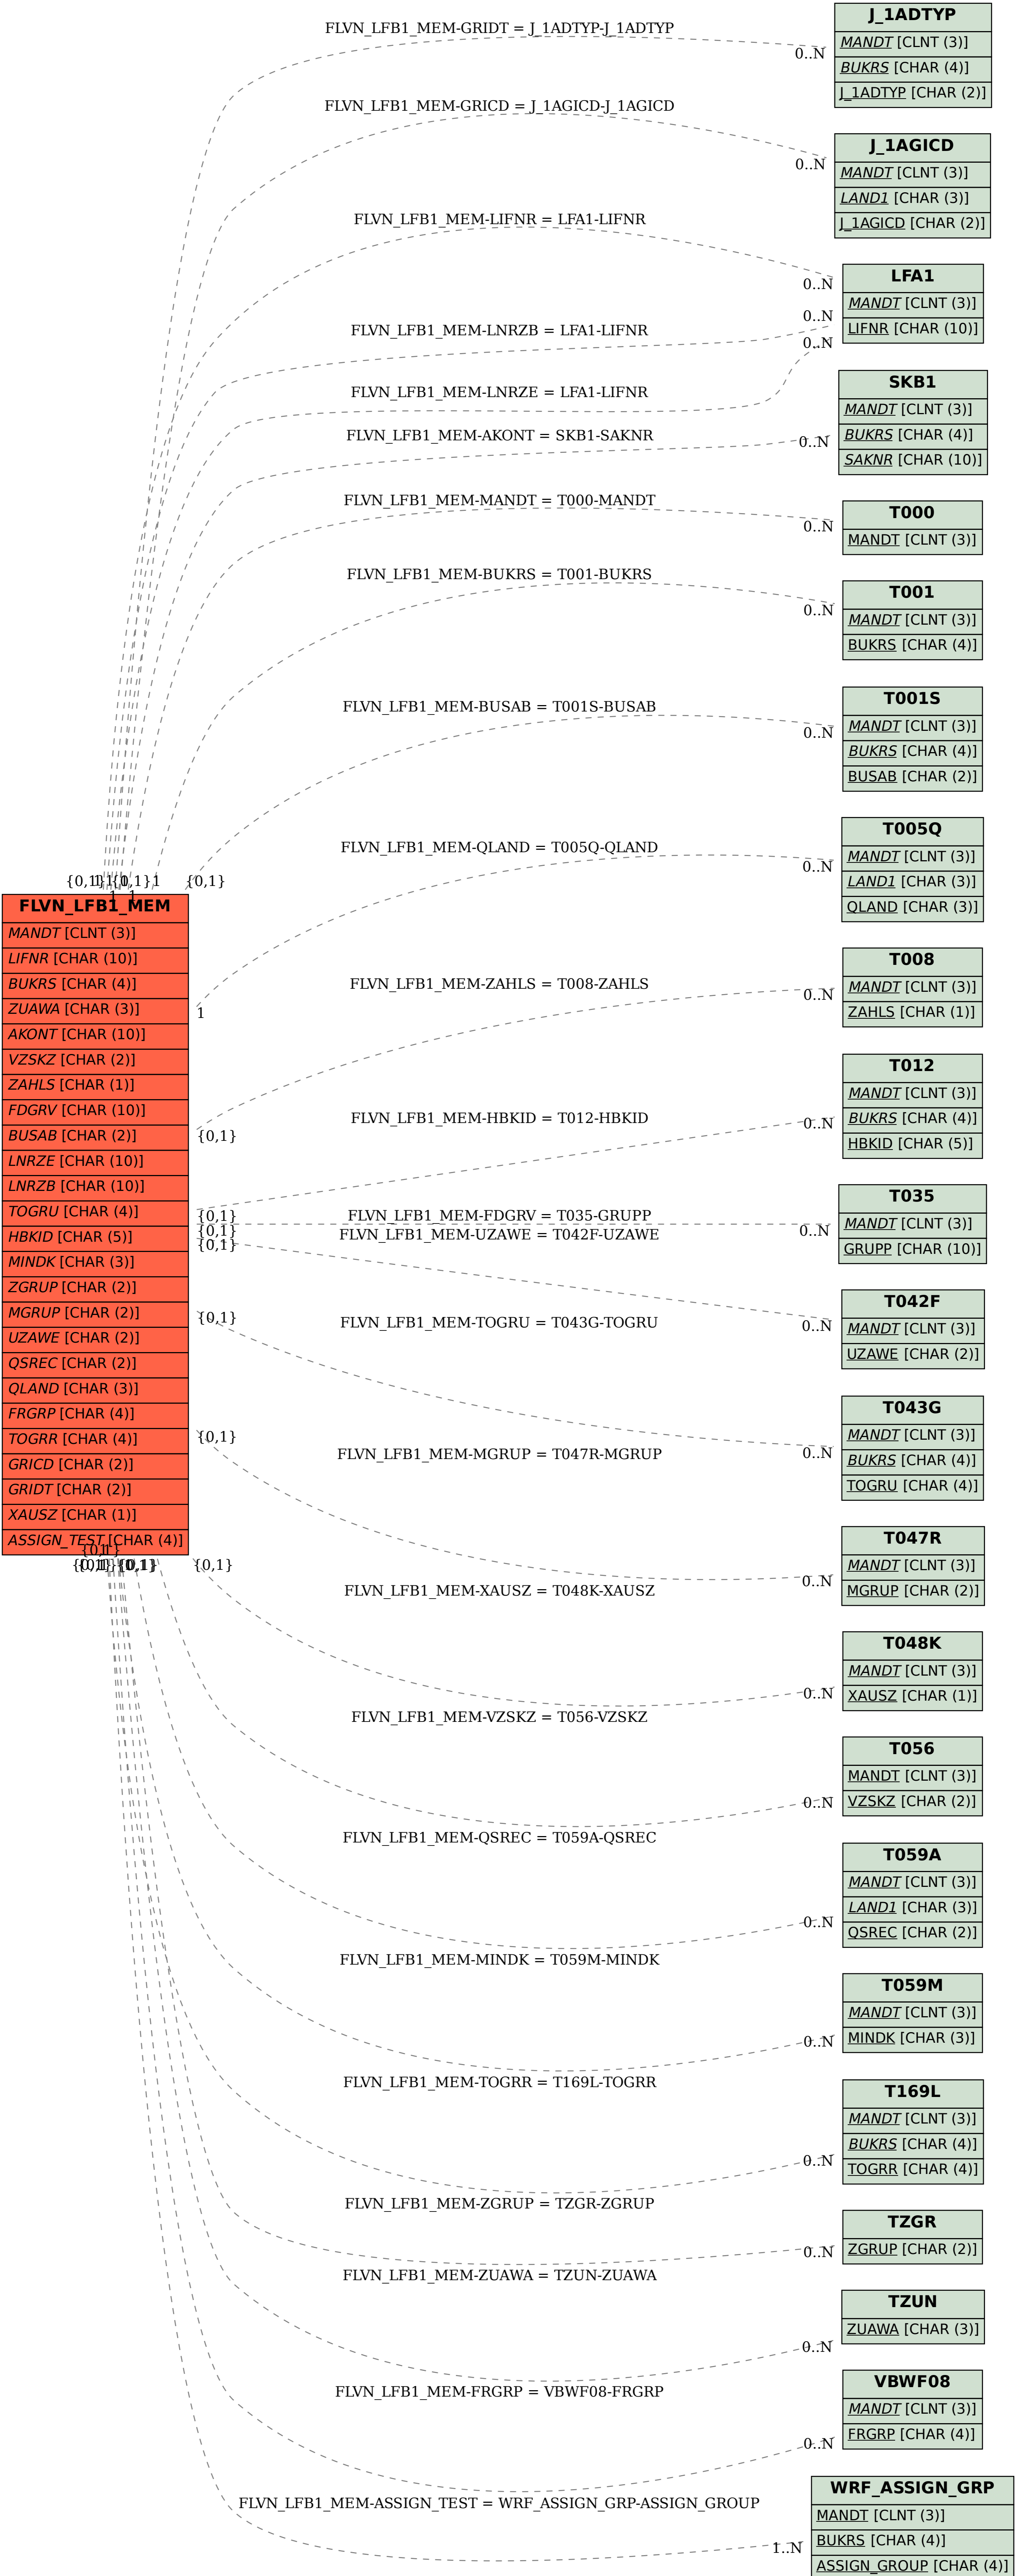 J_1ADTYP
MANDT [CLNT (3)]
BUKRS [CHAR (4)]
J_1ADTYP [CHAR (2)]
FLVN_LFB1_MEM-GRIDT = J_1ADTYP-J_1ADTYP
0..N
J_1AGICD
MANDT [CLNT (3)]
LAND1 [CHAR (3)]
J_1AGICD [CHAR (2)]
FLVN_LFB1_MEM-GRICD = J_1AGICD-J_1AGICD
0..N
LFA1
MANDT [CLNT (3)]
LIFNR [CHAR (10)]
FLVN_LFB1_MEM-LIFNR = LFA1-LIFNR
0..N
FLVN_LFB1_MEM-LNRZB = LFA1-LIFNR
0..N
FLVN_LFB1_MEM-LNRZE = LFA1-LIFNR
0..N
SKB1
MANDT [CLNT (3)]
BUKRS [CHAR (4)]
SAKNR [CHAR (10)]
FLVN_LFB1_MEM-AKONT = SKB1-SAKNR
0..N
T000
MANDT [CLNT (3)]
FLVN_LFB1_MEM-MANDT = T000-MANDT
0..N
T001
MANDT [CLNT (3)]
BUKRS [CHAR (4)]
FLVN_LFB1_MEM-BUKRS = T001-BUKRS
0..N
T001S
MANDT [CLNT (3)]
BUKRS [CHAR (4)]
BUSAB [CHAR (2)]
FLVN_LFB1_MEM-BUSAB = T001S-BUSAB
0..N
T005Q
MANDT [CLNT (3)]
LAND1 [CHAR (3)]
QLAND [CHAR (3)]
FLVN_LFB1_MEM-QLAND = T005Q-QLAND
0..N
{0,1}
FLVN_LFB1_MEM
MANDT [CLNT (3)]
LIFNR [CHAR (10)]
BUKRS [CHAR (4)]
ZUAWA [CHAR (3)]
AKONT [CHAR (10)]
VZSKZ [CHAR (2)]
ZAHLS [CHAR (1)]
FDGRV [CHAR (10)]
BUSAB [CHAR (2)]
LNRZE [CHAR (10)]
LNRZB [CHAR (10)]
TOGRU [CHAR (4)]
HBKID [CHAR (5)]
MINDK [CHAR (3)]
ZGRUP [CHAR (2)]
MGRUP [CHAR (2)]
UZAWE [CHAR (2)]
QSREC [CHAR (2)]
QLAND [CHAR (3)]
FRGRP [CHAR (4)]
TOGRR [CHAR (4)]
GRICD [CHAR (2)]
GRIDT [CHAR (2)]
XAUSZ [CHAR (1)]
ASSIGN_TEST [CHAR (4)]
1
{0,1}
{0,1}
{0,1}
{0,1}
{0,1}
{0,1}
{0,1}
T008
MANDT [CLNT (3)]
ZAHLS [CHAR (1)]
FLVN_LFB1_MEM-ZAHLS = T008-ZAHLS
0..N
T012
MANDT [CLNT (3)]
BUKRS [CHAR (4)]
HBKID [CHAR (5)]
FLVN_LFB1_MEM-HBKID = T012-HBKID
0..N
T035
MANDT [CLNT (3)]
GRUPP [CHAR (10)]
FLVN_LFB1_MEM-FDGRV = T035-GRUPP
0..N
FLVN_LFB1_MEM-UZAWE = T042F-UZAWE
T042F
MANDT [CLNT (3)]
UZAWE [CHAR (2)]
0..N
FLVN_LFB1_MEM-TOGRU = T043G-TOGRU
T043G
MANDT [CLNT (3)]
BUKRS [CHAR (4)]
TOGRU [CHAR (4)]
0..N
FLVN_LFB1_MEM-MGRUP = T047R-MGRUP
T047R
MANDT [CLNT (3)]
MGRUP [CHAR (2)]
0..N
FLVN_LFB1_MEM-XAUSZ = T048K-XAUSZ
T048K
MANDT [CLNT (3)]
XAUSZ [CHAR (1)]
0..N
FLVN_LFB1_MEM-VZSKZ = T056-VZSKZ
T056
MANDT [CLNT (3)]
VZSKZ [CHAR (2)]
0..N
FLVN_LFB1_MEM-QSREC = T059A-QSREC
T059A
MANDT [CLNT (3)]
LAND1 [CHAR (3)]
QSREC [CHAR (2)]
0..N
FLVN_LFB1_MEM-MINDK = T059M-MINDK
T059M
MANDT [CLNT (3)]
MINDK [CHAR (3)]
0..N
FLVN_LFB1_MEM-TOGRR = T169L-TOGRR
T169L
MANDT [CLNT (3)]
BUKRS [CHAR (4)]
TOGRR [CHAR (4)]
0..N
FLVN_LFB1_MEM-ZGRUP = TZGR-ZGRUP
TZGR
ZGRUP [CHAR (2)]
0..N
FLVN_LFB1_MEM-ZUAWA = TZUN-ZUAWA
TZUN
ZUAWA [CHAR (3)]
0..N
FLVN_LFB1_MEM-FRGRP = VBWF08-FRGRP
VBWF08
MANDT [CLNT (3)]
FRGRP [CHAR (4)]
0..N
FLVN_LFB1_MEM-ASSIGN_TEST = WRF_ASSIGN_GRP-ASSIGN_GROUP
WRF_ASSIGN_GRP
MANDT [CLNT (3)]
BUKRS [CHAR (4)]
ASSIGN_GROUP [CHAR (4)]
1..N